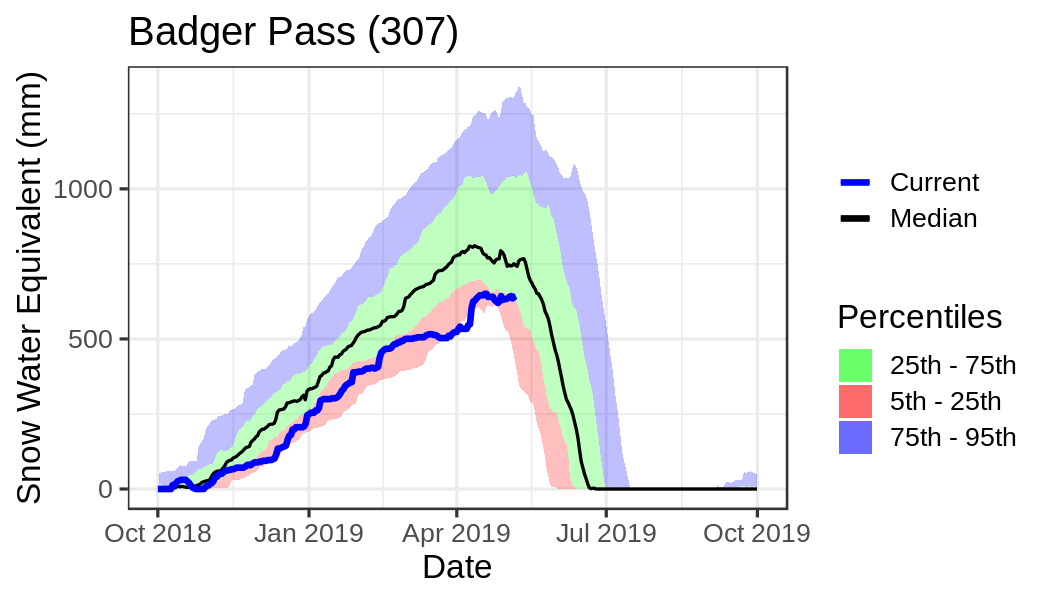 Badger Pass (307)
Snow Water Equivalent (mm)
1000
500
0
Oct 2018
Jan 2019
Apr 2019
Jul 2019
Oct 2019
Date
Current
Median
Percentiles
25th - 75th
5th - 25th
75th - 95th